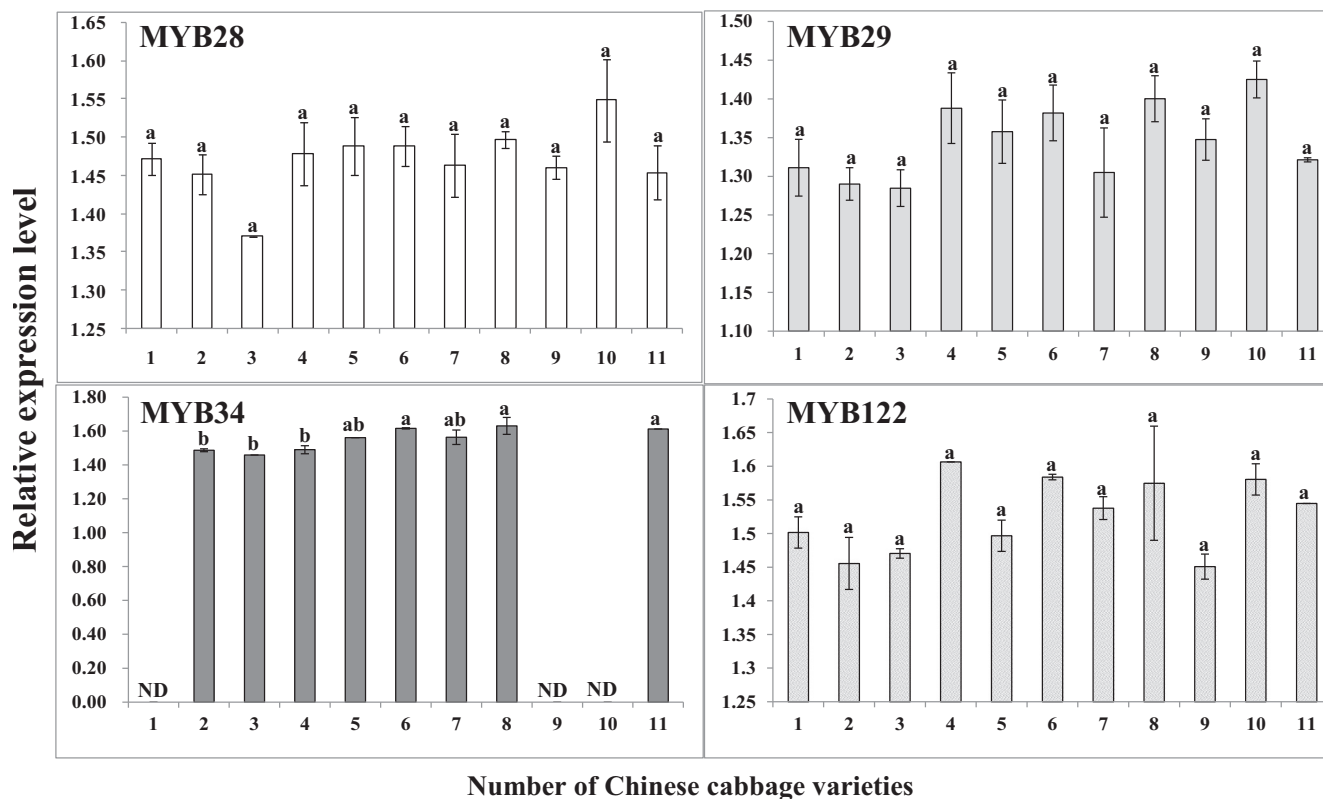 Relative expression level
MYB28
1.65
1.60
1.55
1.50
1.45
1.40
1.35
1.30
1.25
a a a a a a a a a a a
1 2 3 4 5 6 7 8 9 10 11
MYB29
1.50
1.45
1.40
1.35
1.30
1.25
1.20
1.15
1.10
a a a a a a a a a a a
1 2 3 4 5 6 7 8 9 10 11
MYB34
1.80
1.60
1.40
1.20
1.00
0.80
0.60
0.40
0.20
0.00
ND b b b ab a ab a ND ND a
1 2 3 4 5 6 7 8 9 10 11
MYB122
1.7
1.65
1.6
1.55
1.5
1.45
1.4
1.35
1.3
1.25
a a a a a a a a a a a
1 2 3 4 5 6 7 8 9 10 11
Number of Chinese cabbage varieties